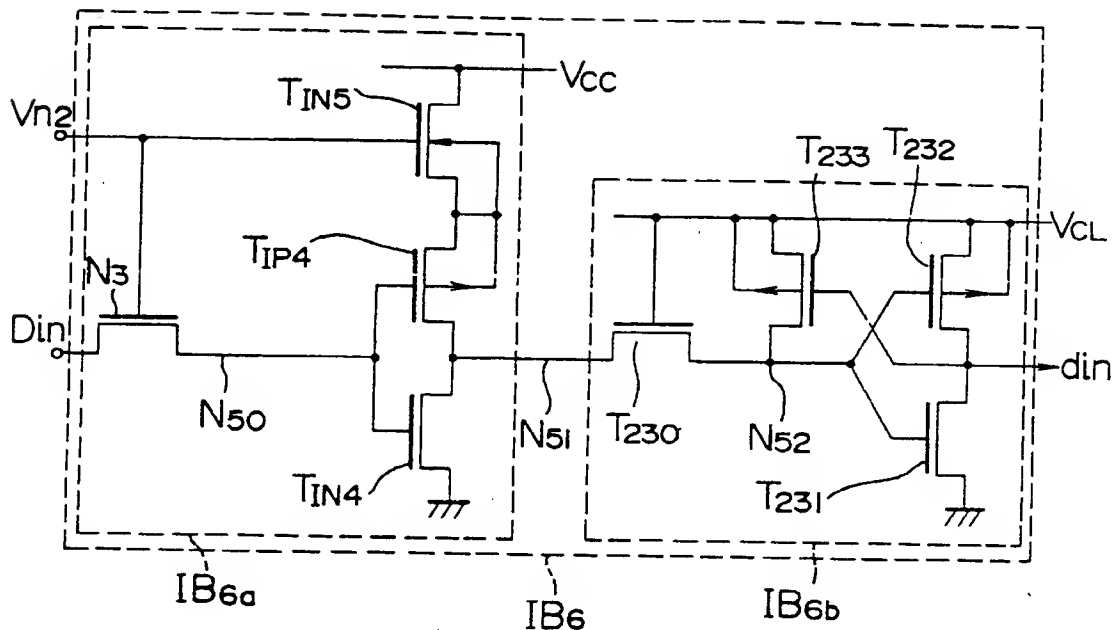 VCC
TIN5
Vn2
T233
T232
VCL
TIP4
N3
Din
din
N50
N51
T230
N52
TIN4
T231
IB6a
IB6
IB6b